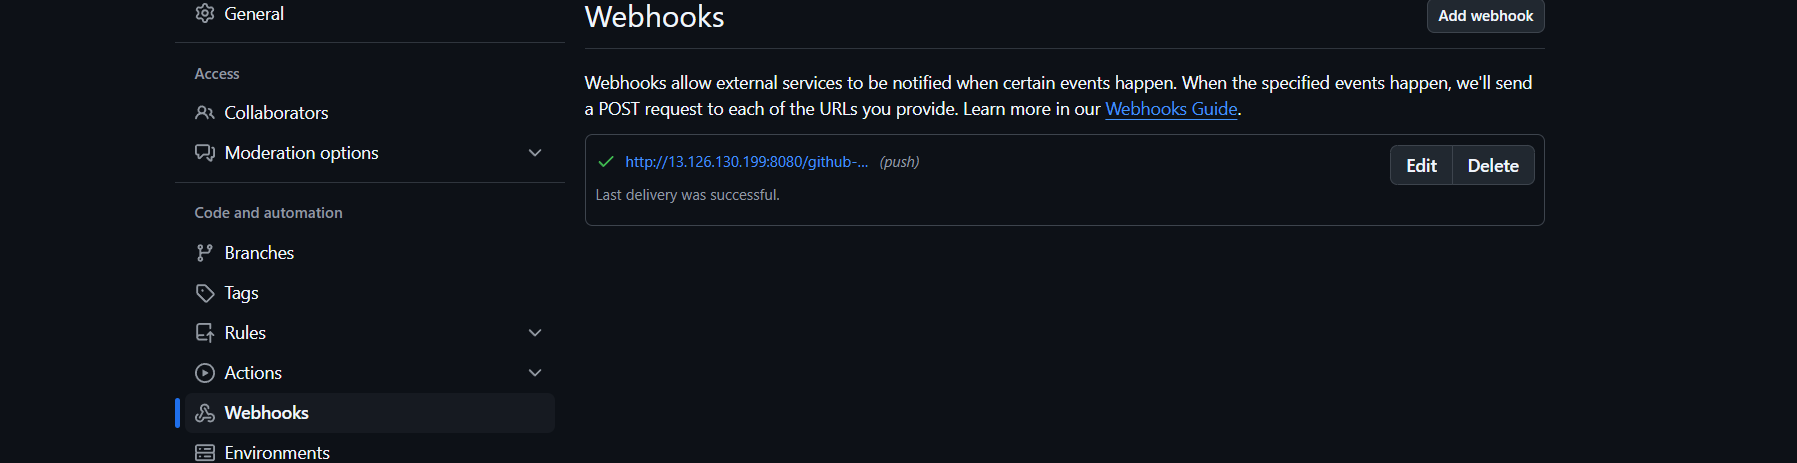 General
Access
Collaborators
Moderation options
Code and automation
Branches
Tags
Rules
Actions
Webhooks
Environments
Webhooks
Add webhook
Webhooks allow external services to be notified when certain events happen. When the specified events happen, we'll send
a POST request to each of the URLs you provide. Learn more in our Webhooks Guide.
http://13.126.130.199:8080/github-... (push)
Edit
Delete
Last delivery was successful.